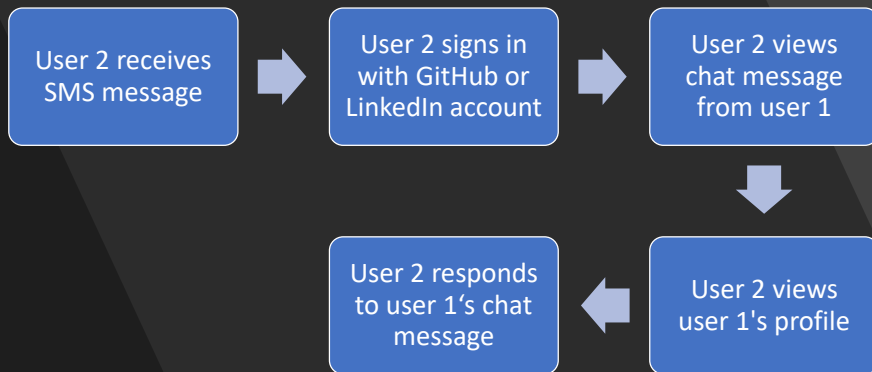 User 2 receives
SMS message
User 2 signs in
with GitHub or
LinkedIn account
User 2 views
chat message
from user 1
User 2 views
user 1's profile
User 2 responds
to user 1‘s chat
message